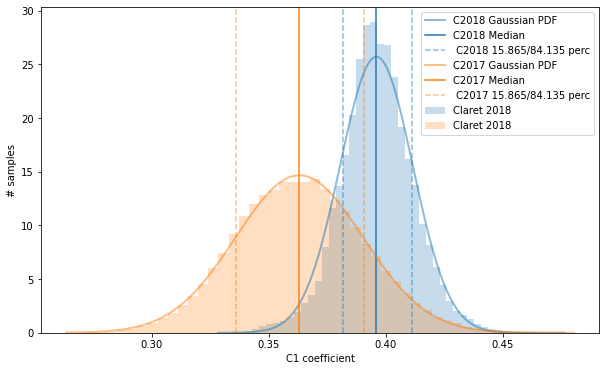 30
25
20
15
10
5
0
# samples
0.30
0.35
0.40
0.45
C1 coefficient
C2018 Gaussian PDF
C2018 Median
C2018 15.865/84.135 perc
C2017 Gaussian PDF
C2017 Median
C2017 15.865/84.135 perc
Claret 2018
Claret 2018